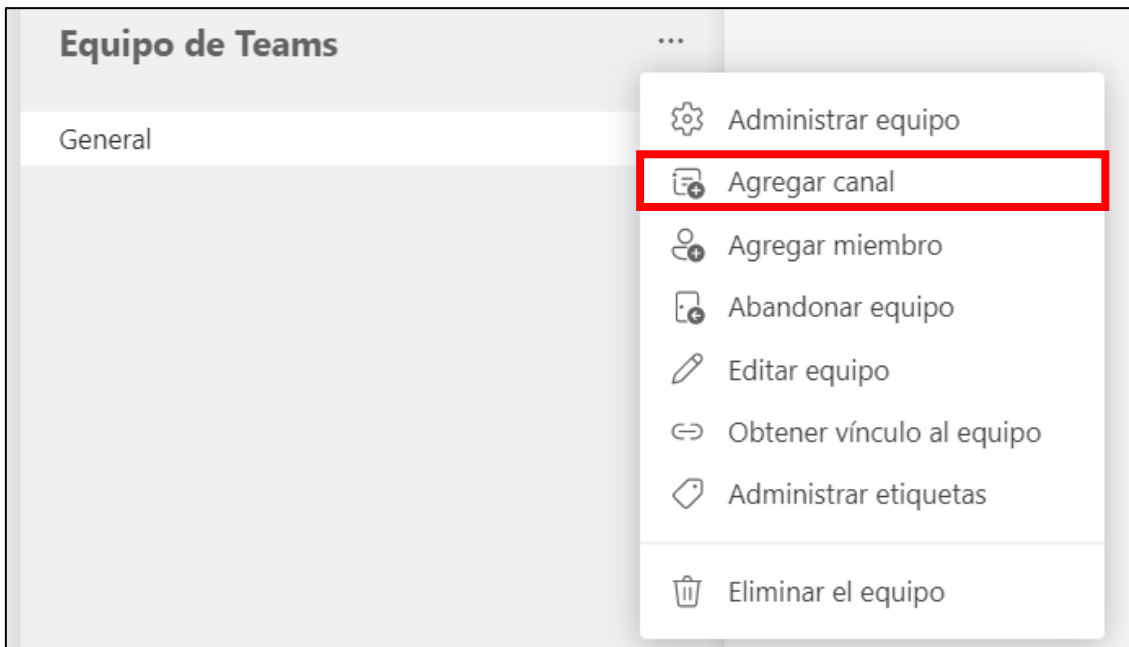 Equipo de Teams
...
General
Administrar equipo
Agregar canal
Agregar miembro
Abandonar equipo
Editar equipo
Obtener vínculo al equipo
Administrar etiquetas
Eliminar el equipo